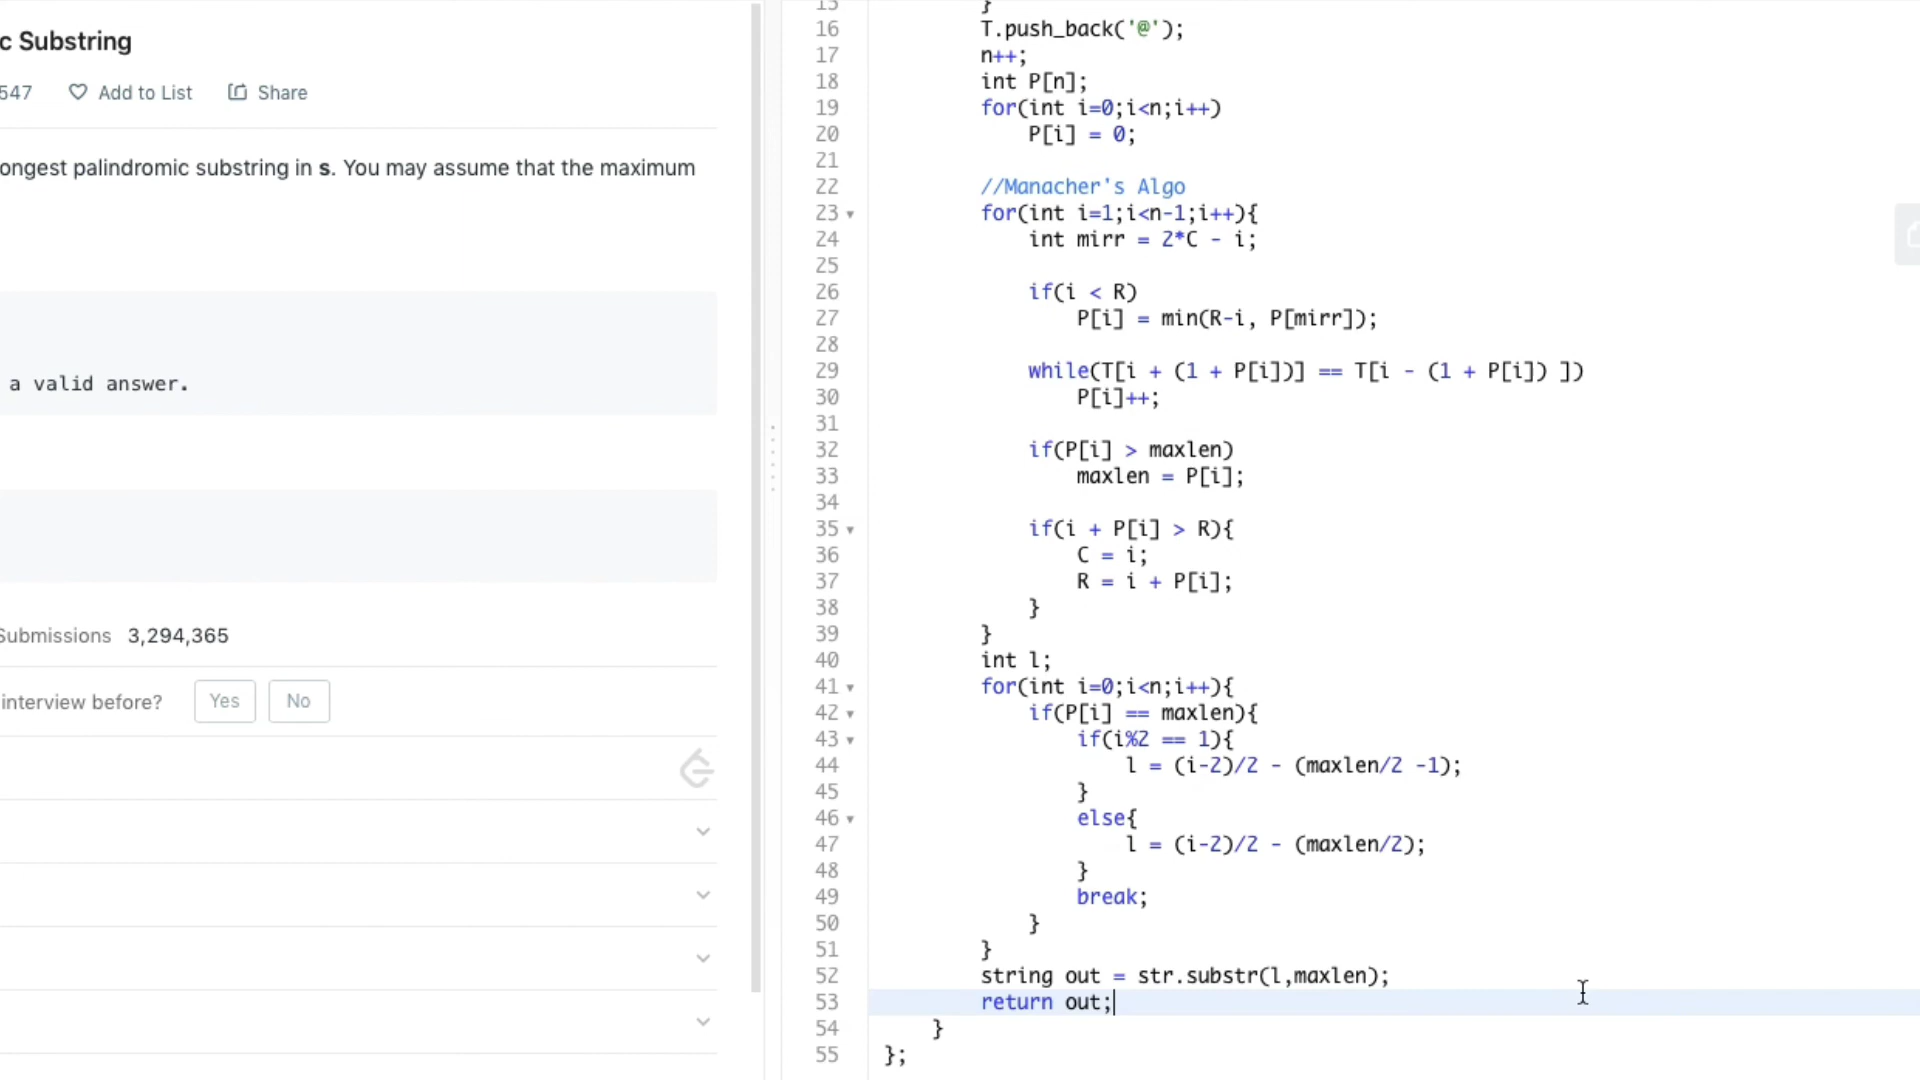 c Substring
547 Add to List Share
ongest palindromic substring in s. You may assume that the maximum
a valid answer.
Submissions 3,294,365
interview before? Yes No
15 }
16 T.push_back('@');
17 n++;
18 int P[n];
19 for(int i=0;i<n;i++)
20 P[i] = 0;
21
22 //Manacher's Algo
23 for(int i=1;i<n-1;i++){
24 int mirr = 2*C - i;
25
26 if(i < R)
27 P[i] = min(R-i, P[mirr]);
28
29 while(T[i + (1 + P[i])] == T[i - (1 + P[i]) ])
30 P[i]++;
31
32 if(P[i] > maxlen)
33 maxlen = P[i];
34
35 if(i + P[i] > R){
36 C = i;
37 R = i + P[i];
38 }
39 }
40 int l;
41 for(int i=0;i<n;i++){
42 if(P[i] == maxlen){
43 if(i%2 == 1){
44 l = (i-2)/2 - (maxlen/2 -1);
45 }
46 else{
47 l = (i-2)/2 - (maxlen/2);
48 }
49 break;
50 }
51 }
52 string out = str.substr(l,maxlen);
53 return out;
54 }
55 };